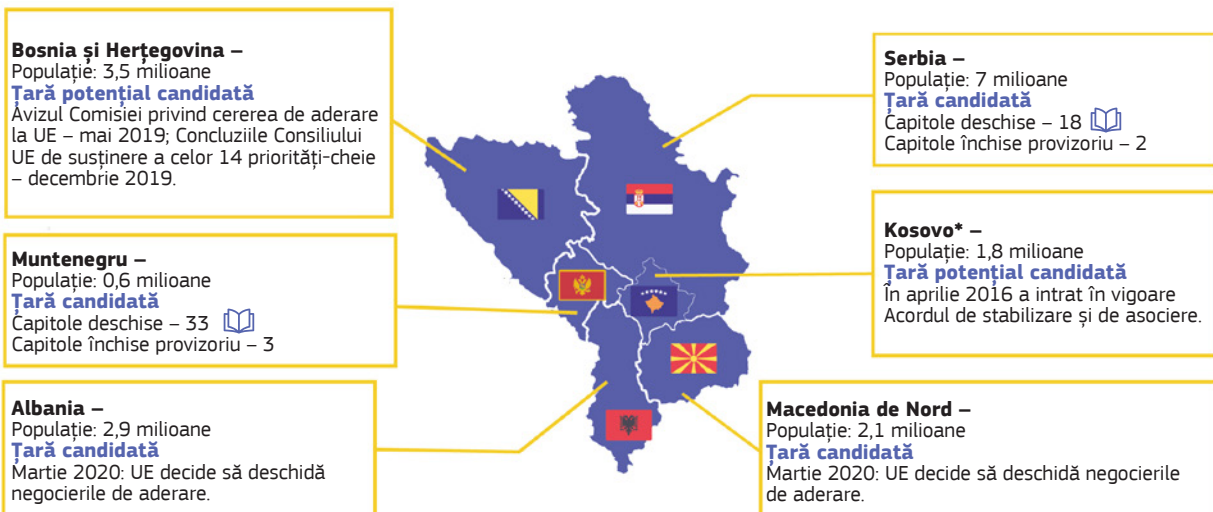 Bosnia și Herțegovina –
Populație: 3,5 milioane
Țară potențial candidată
Avizul Comisiei privind cererea de aderare
la UE – mai 2019; Concluziile Consiliului
UE de susținere a celor 14 priorități-cheie
– decembrie 2019.
Muntenegru –
Populație: 0,6 milioane
Țară candidată
Capitole deschise – 33
Capitole închise provizoriu – 3
Albania –
Populație: 2,9 milioane
Țară candidată
Martie 2020: UE decide să deschidă
negocierile de aderare.
Serbia –
Populație: 7 milioane
Țară candidată
Capitole deschise – 18
Capitole închise provizoriu – 2
Kosovo* –
Populație: 1,8 milioane
Țară potențial candidată
În aprilie 2016 a intrat în vigoare
Acordul de stabilizare și de asociere.
Macedonia de Nord –
Populație: 2,1 milioane
Țară candidată
Martie 2020: UE decide să deschidă negocierile
de aderare.